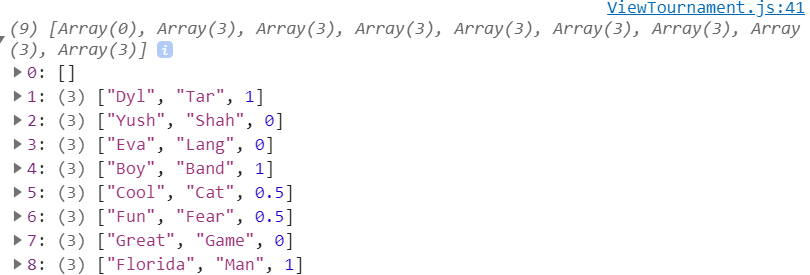 ViewTournament.js:41
(9) [Array(0), Array(3), Array(3), Array(3), Array(3), Array(3), Array(3), Array
(3), Array(3)] i
0: []
1: (3) ["Dyl", "Tar", 1]
2: (3) ["Yush", "Shah", 0]
3: (3) ["Eva", "Lang", 0]
4: (3) ["Boy", "Band", 1]
5: (3) ["Cool", "Cat", 0.5]
6: (3) ["Fun", "Fear", 0.5]
7: (3) ["Great", "Game", 0]
8: (3) ["Florida", "Man", 1]